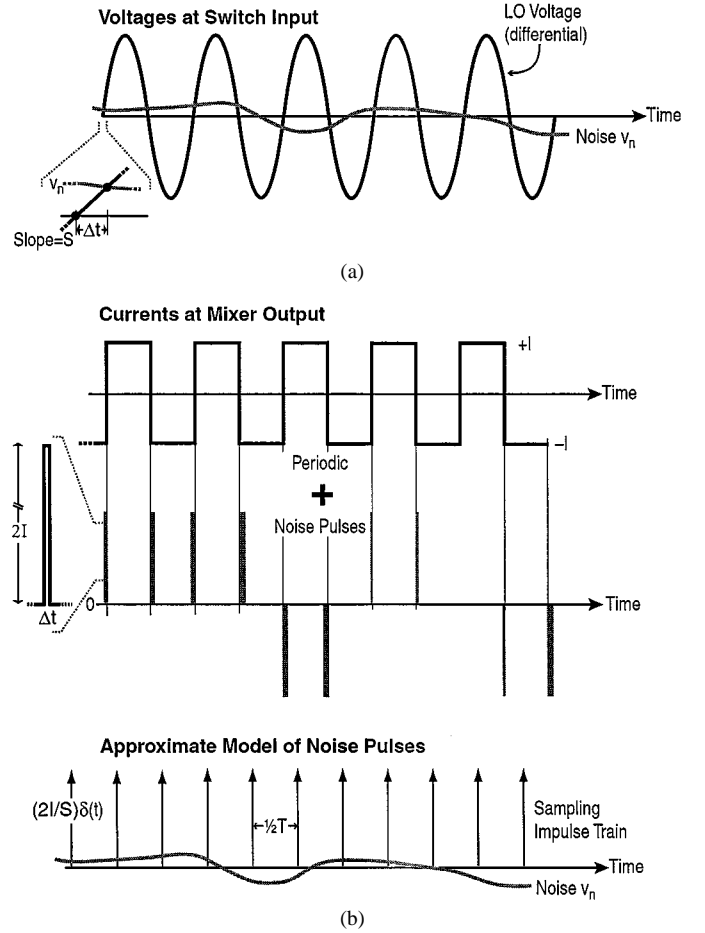 Voltages at Switch Input
LO Voltage
(differential)
Time
Noise vn
vn
Δt
Slope=S
(a)
Currents at Mixer Output
+I
Time
−I
Periodic
+
Noise Pulses
2I
0
Time
Δt
Approximate Model of Noise Pulses
(2I/S)δ(t)
½T
Sampling
Impulse Train
Time
Noise vn
(b)